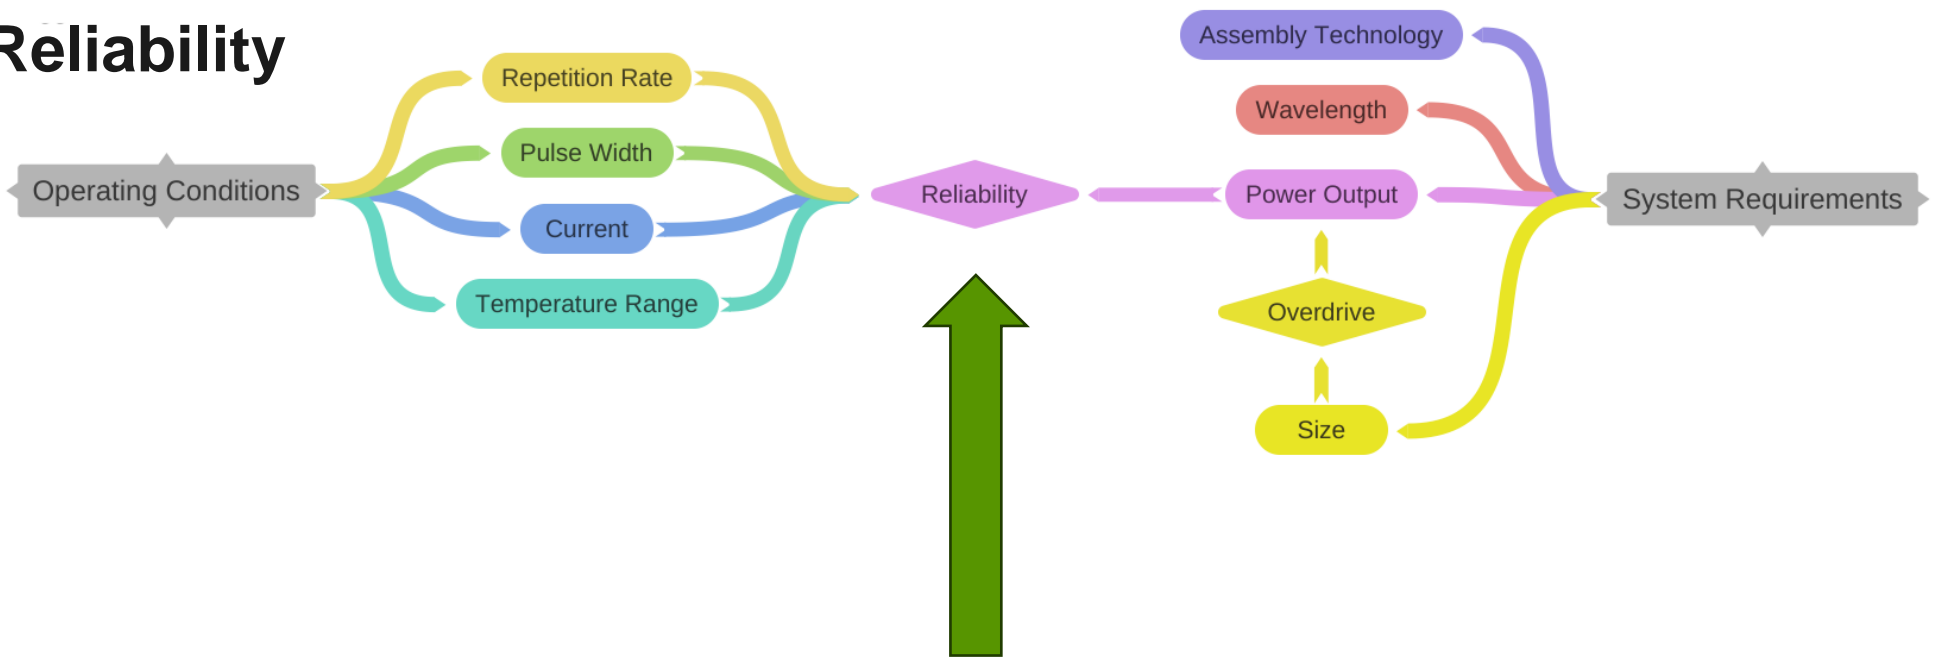 Reliability
Operating Conditions
Repetition Rate
Pulse Width
Current
Temperature Range
Reliability
Assembly Technology
Wavelength
Power Output
Overdrive
Size
System Requirements